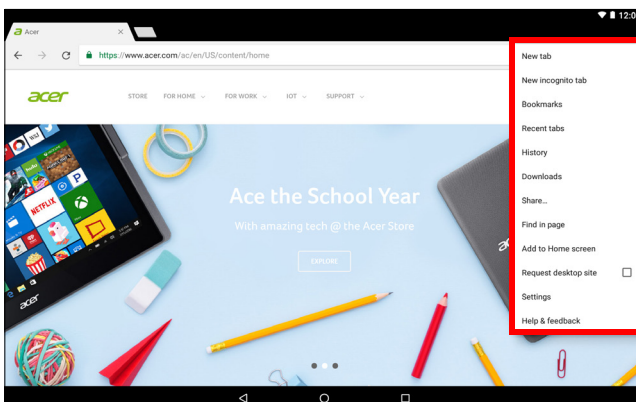 12:0
Acer
https://www.acer.com/ac/en/US/content/home
acer
STORE FOR HOME FOR WORK IOT SUPPORT
New tab
New incognito tab
Bookmarks
Recent tabs
History
Downloads
Share...
Find in page
Add to Home screen
Request desktop site
Settings
Help & feedback
Ace the School Year
With amazing tech @ the Acer Store
EXPLORE
NETFLIX
acer